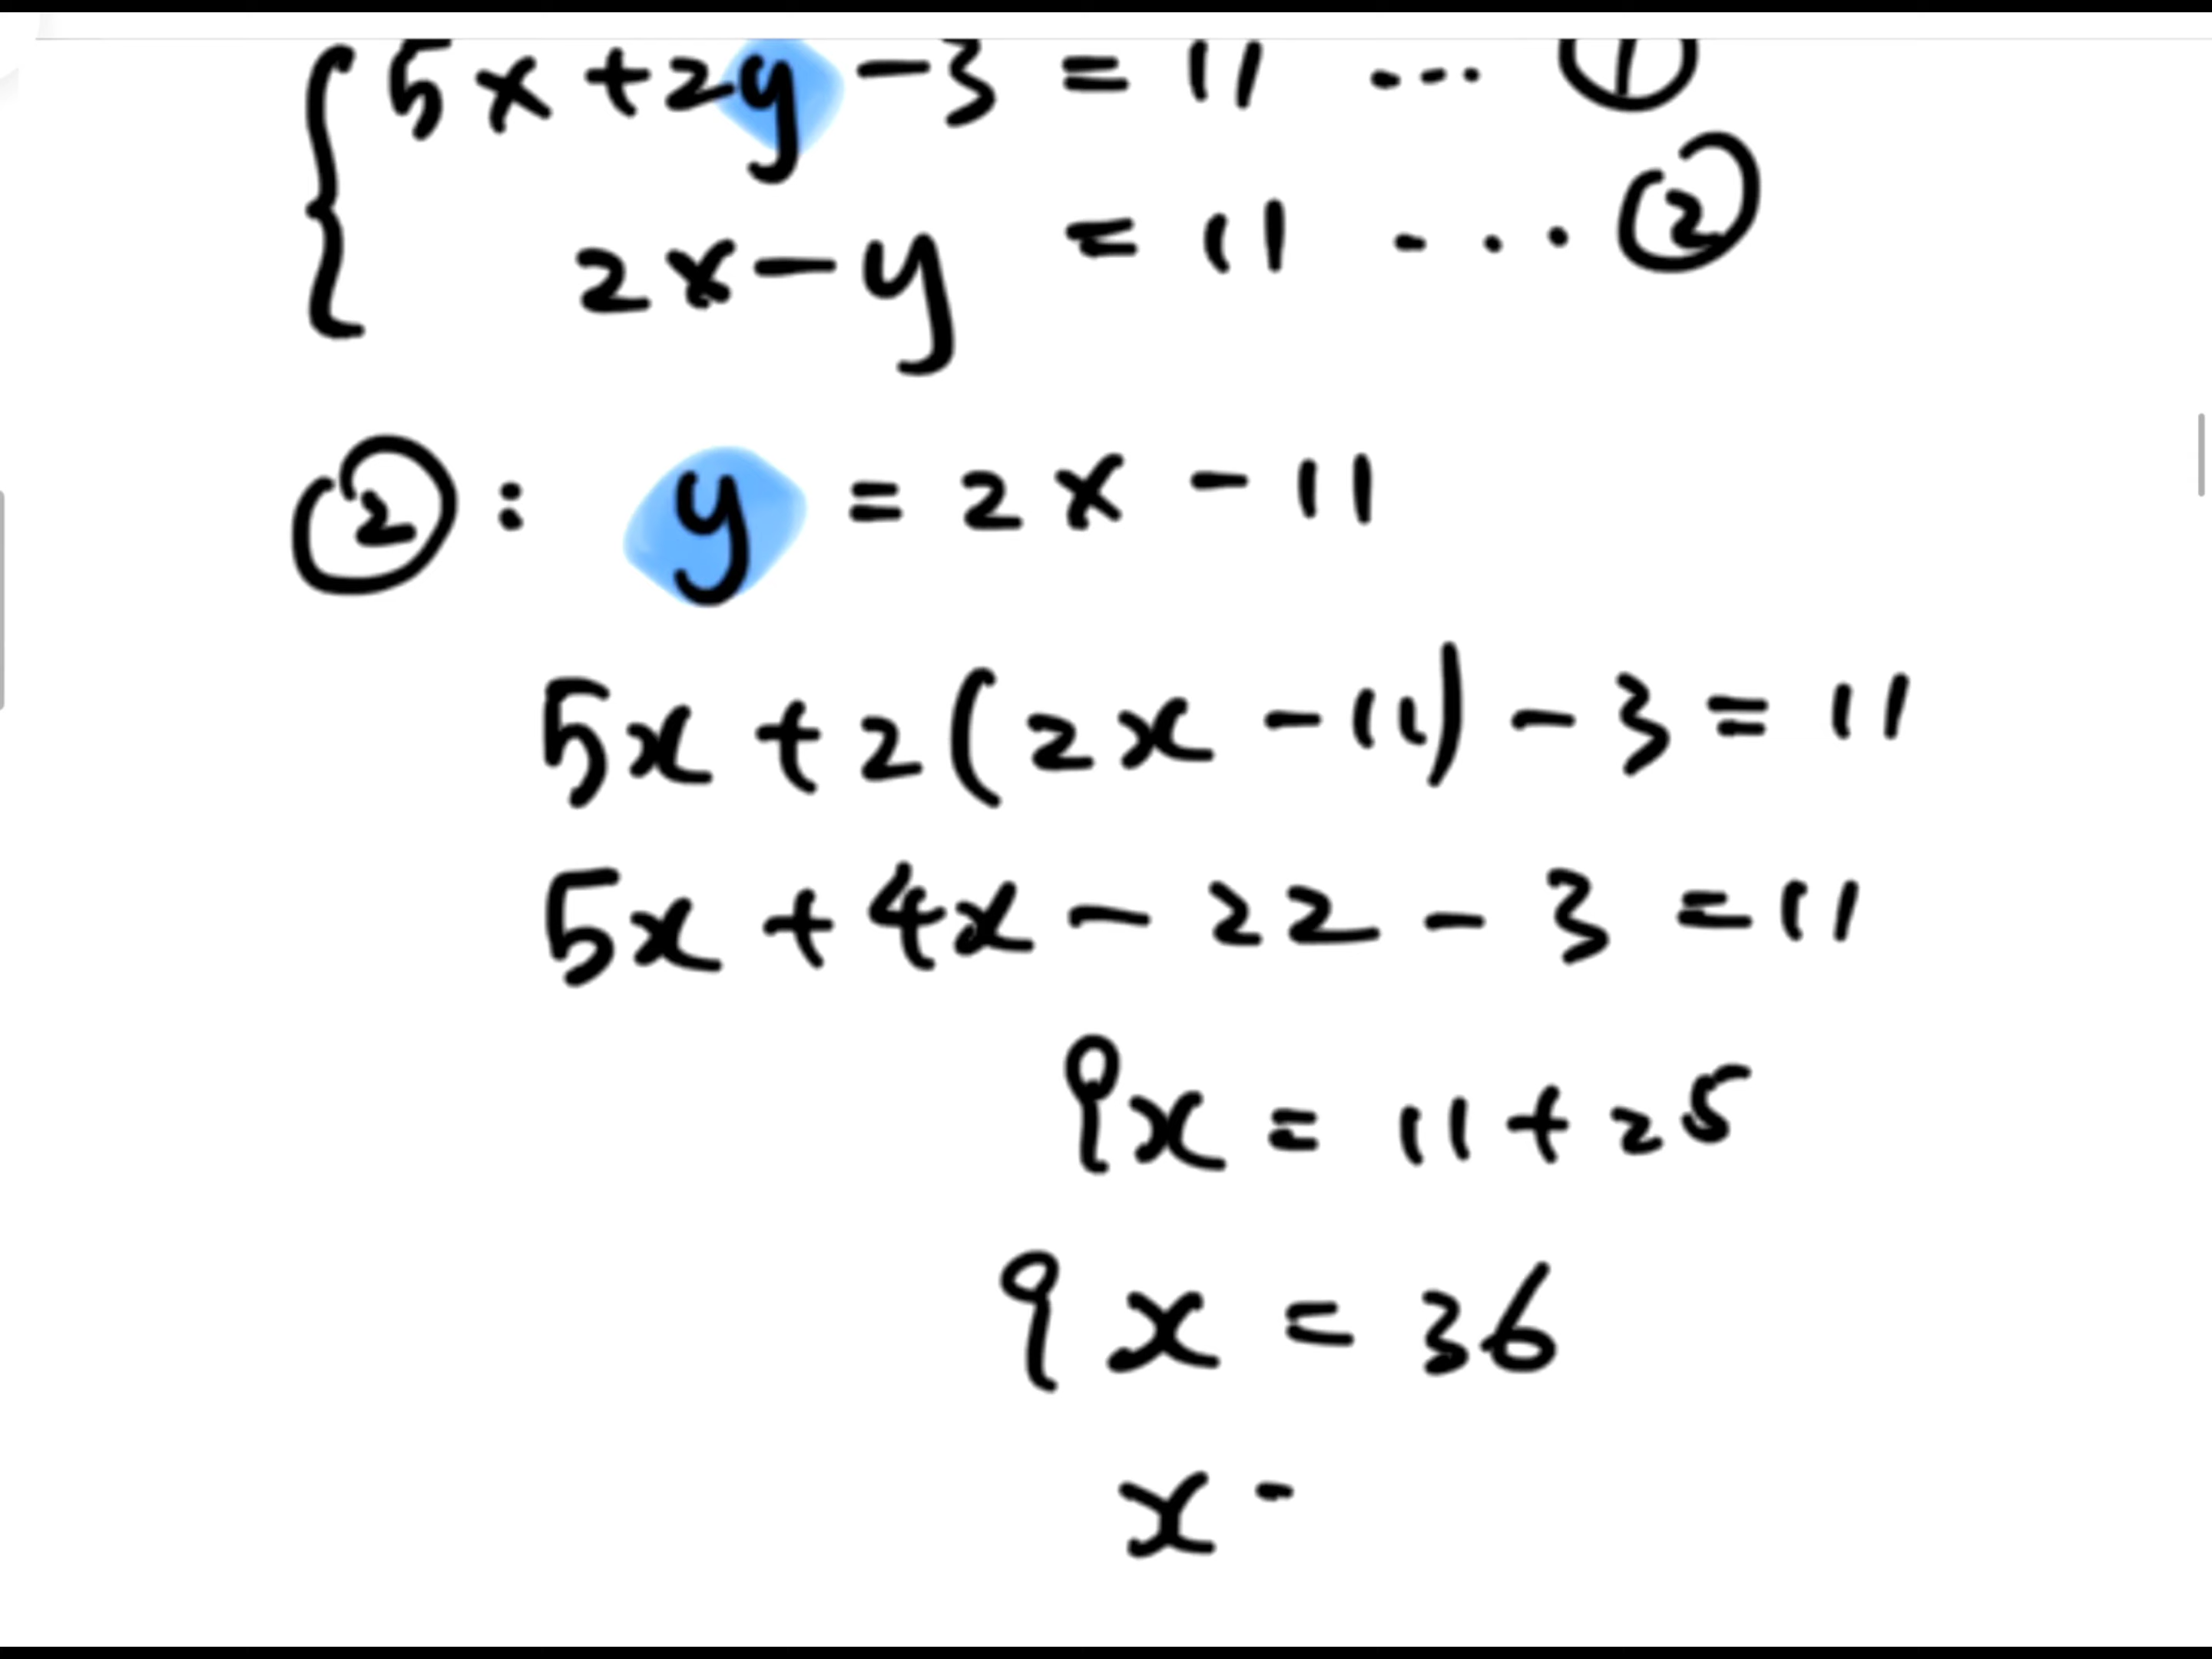 5x + 2y - 3 = 11 ... ①
2x - y = 11 ... ②
② : y = 2x - 11
5x + 2(2x - 11) - 3 = 11
5x + 4x - 22 - 3 = 11
9x = 11 + 25
9x = 36
x -